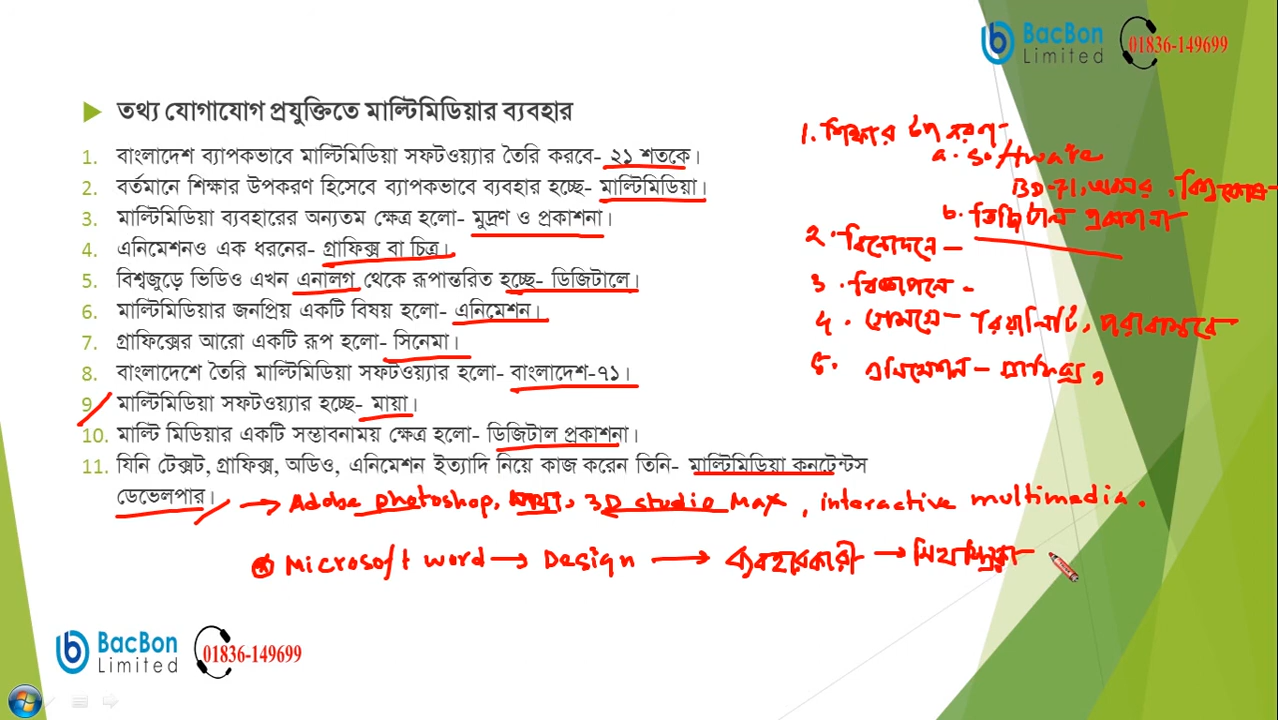 BacBon
Limited
01836-149699
তথ্য যোগাযোগ প্রযুক্তিতে মাল্টিমিডিয়ার ব্যবহার
1. বাংলাদেশ ব্যাপকভাবে মাল্টিমিডিয়া সফটওয়্যার তৈরি করবে- ২১ শতকে।
2. বর্তমানে শিক্ষার উপকরণ হিসেবে ব্যাপকভাবে ব্যবহার হচ্ছে- মাল্টিমিডিয়া।
3. মাল্টিমিডিয়া ব্যবহারের অন্যতম ক্ষেত্র হলো- মুদ্রণ ও প্রকাশনা।
4. এনিমেশনও এক ধরনের- গ্রাফিক্স বা চিত্র।
5. বিশ্বজুড়ে ভিডিও এখন এনালগ থেকে রূপান্তরিত হচ্ছে- ডিজিটালে।
6. মাল্টিমিডিয়ার জনপ্রিয় একটি বিষয় হলো- এনিমেশন।
7. গ্রাফিক্সের আরো একটি রূপ হলো- সিনেমা।
8. বাংলাদেশে তৈরি মাল্টিমিডিয়া সফটওয়্যার হলো- বাংলাদেশ-৭১।
9. মাল্টিমিডিয়া সফটওয়্যার হচ্ছে- মায়া।
10. মাল্টি মিডিয়ার একটি সম্ভাবনাময় ক্ষেত্র হলো- ডিজিটাল প্রকাশনা।
11. যিনি টেক্সট, গ্রাফিক্স, অডিও, এনিমেশন ইত্যাদি নিয়ে কাজ করেন তিনি- মাল্টিমিডিয়া কনটেন্টস
ডেভেলপার।
→ Adobe photoshop, 3D studio Max, interactive multimedia.
Microsoft word → Design → ব্যবহারকারী →
1. শিক্ষার উপকরণ-
a. software
BD-71,
b. ডিজিটাল প্রকাশনা
2. বিনোদনে -
3. বিজ্ঞাপনে -
4. গেমসে -
5. এনিমেশন -
BacBon
Limited
01836-149699